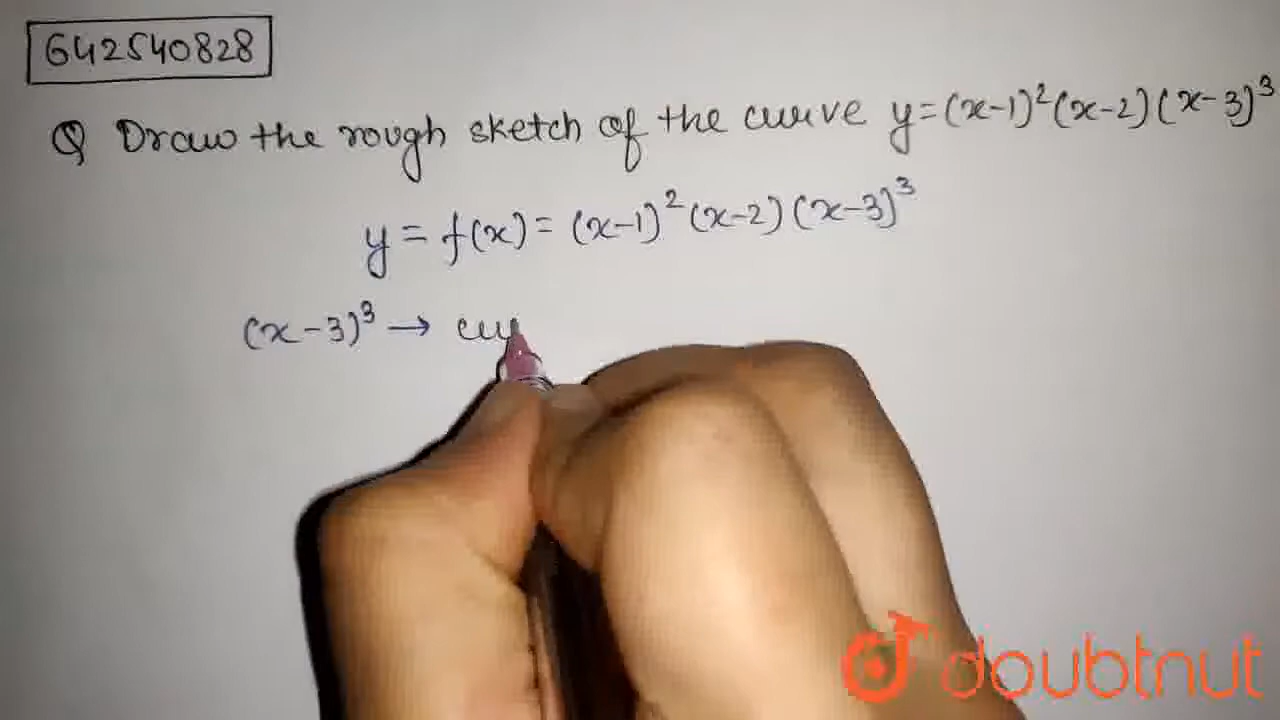 642540828
Q Draw the rough sketch of the curve y=(x-1)²(x-2)(x-3)³
y = f(x) = (x-1)²(x-2)(x-3)³
(x-3)³ → cu
doubtnut